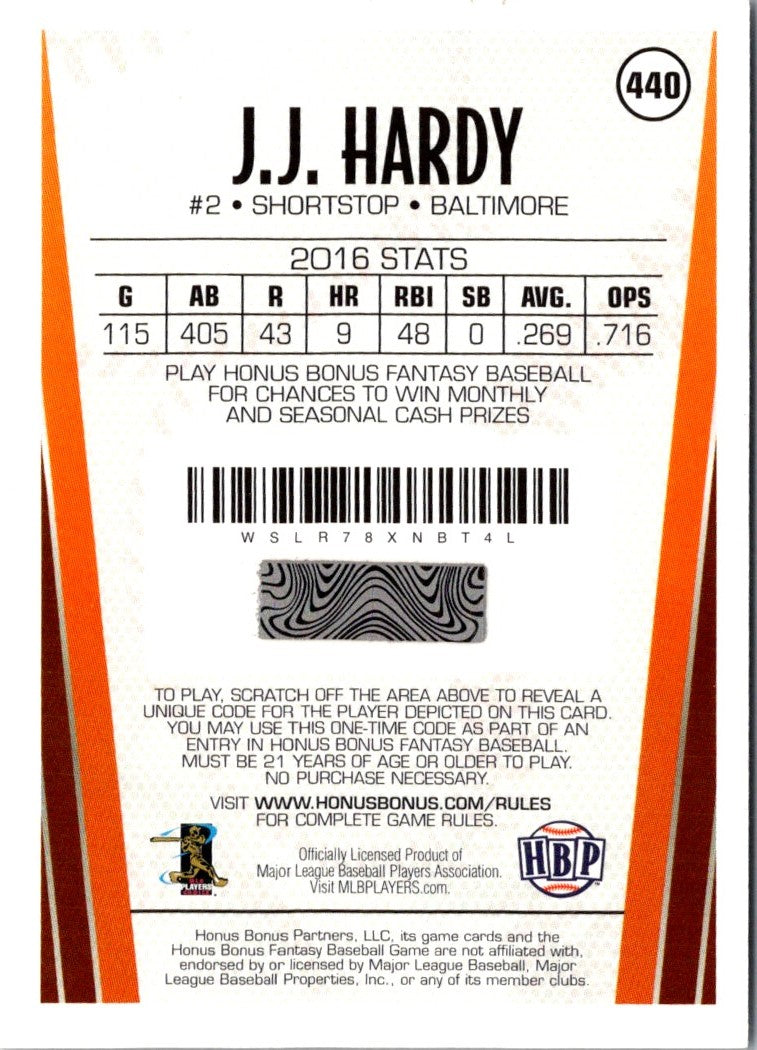 440
J.J. HARDY
#2 • SHORTSTOP • BALTIMORE
2016 STATS
G AB R HR RBI SB AVG. OPS
115 405 43 9 48 0 .269 .716
PLAY HONUS BONUS FANTASY BASEBALL
FOR CHANCES TO WIN MONTHLY
AND SEASONAL CASH PRIZES
WSLR78XNBT4L
TO PLAY, SCRATCH OFF THE AREA ABOVE TO REVEAL A
UNIQUE CODE FOR THE PLAYER DEPICTED ON THIS CARD.
YOU MAY USE THIS ONE-TIME CODE AS PART OF AN
ENTRY IN HONUS BONUS FANTASY BASEBALL.
MUST BE 21 YEARS OF AGE OR OLDER TO PLAY.
NO PURCHASE NECESSARY.
VISIT WWW.HONUSBONUS.COM/RULES
FOR COMPLETE GAME RULES.
PLAYERS
Officially Licensed Product of
Major League Baseball Players Association.
Visit MLBPLAYERS.com.
HBP™
Honus Bonus Partners, LLC, its game cards and the
Honus Bonus Fantasy Baseball Game are not affiliated with,
endorsed by or licensed by Major League Baseball, Major
League Baseball Properties, Inc., or any of its member clubs.